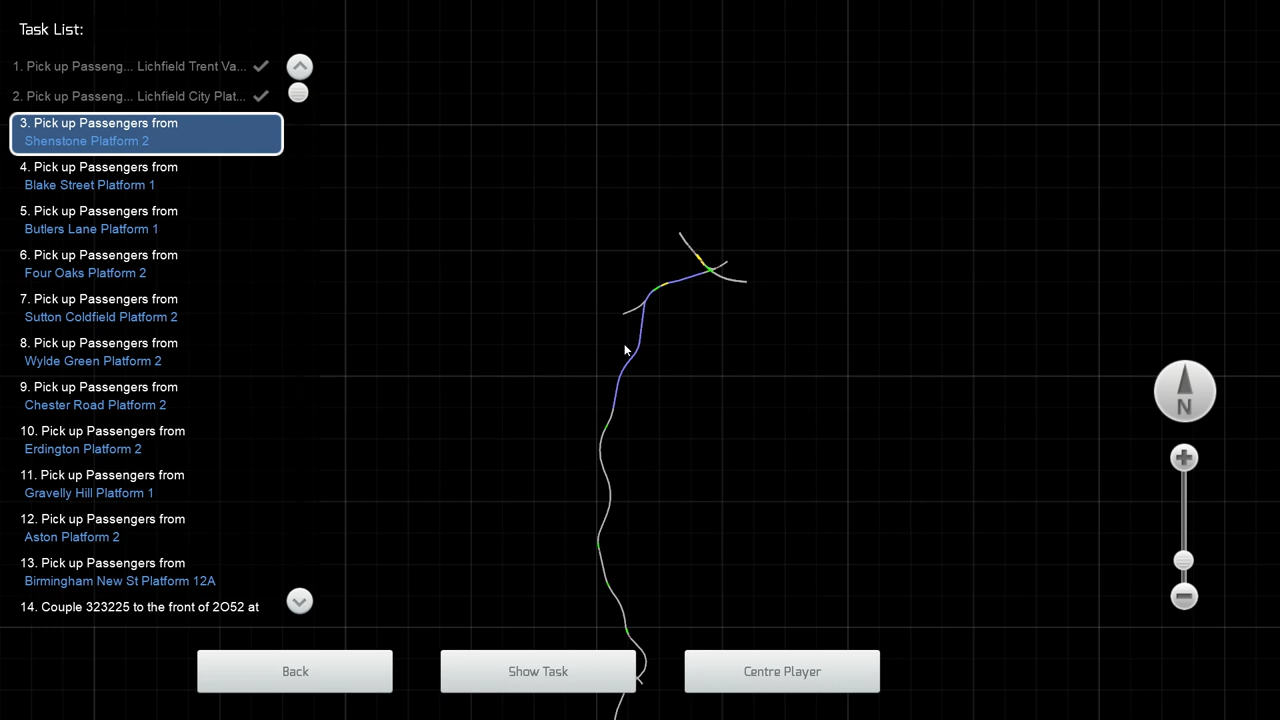 Task List:
1. Pick up Passeng... Lichfield Trent Va...
2. Pick up Passeng... Lichfield City Plat...
3. Pick up Passengers from
Shenstone Platform 2
4. Pick up Passengers from
Blake Street Platform 1
5. Pick up Passengers from
Butlers Lane Platform 1
6. Pick up Passengers from
Four Oaks Platform 2
7. Pick up Passengers from
Sutton Coldfield Platform 2
8. Pick up Passengers from
Wylde Green Platform 2
9. Pick up Passengers from
Chester Road Platform 2
10. Pick up Passengers from
Erdington Platform 2
11. Pick up Passengers from
Gravelly Hill Platform 1
12. Pick up Passengers from
Aston Platform 2
13. Pick up Passengers from
Birmingham New St Platform 12A
14. Couple 323225 to the front of 2O52 at
N
Back
Show Task
Centre Player